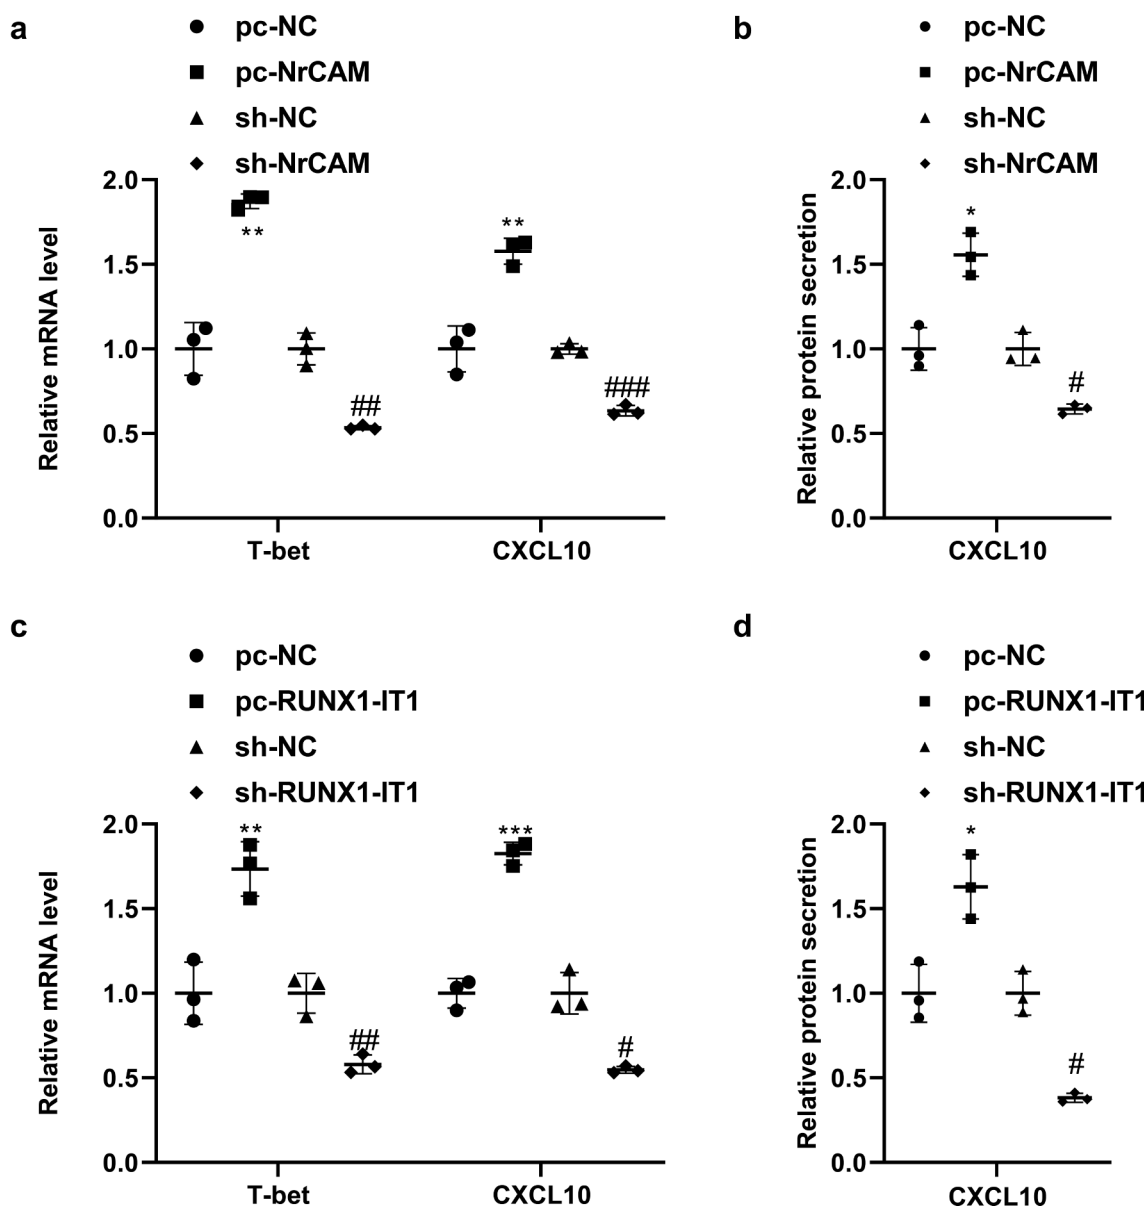 a
pc-NC
pc-NrCAM
sh-NC
sh-NrCAM
Relative mRNA level
2.0
1.5
1.0
0.5
0.0
**
##
**
###
T-bet
CXCL10
b
pc-NC
pc-NrCAM
sh-NC
sh-NrCAM
Relative protein secretion
2.0
1.5
1.0
0.5
0.0
*
#
CXCL10
c
pc-NC
pc-RUNX1-IT1
sh-NC
sh-RUNX1-IT1
Relative mRNA level
2.0
1.5
1.0
0.5
0.0
**
##
***
#
T-bet
CXCL10
d
pc-NC
pc-RUNX1-IT1
sh-NC
sh-RUNX1-IT1
Relative protein secretion
2.0
1.5
1.0
0.5
0.0
*
#
CXCL10